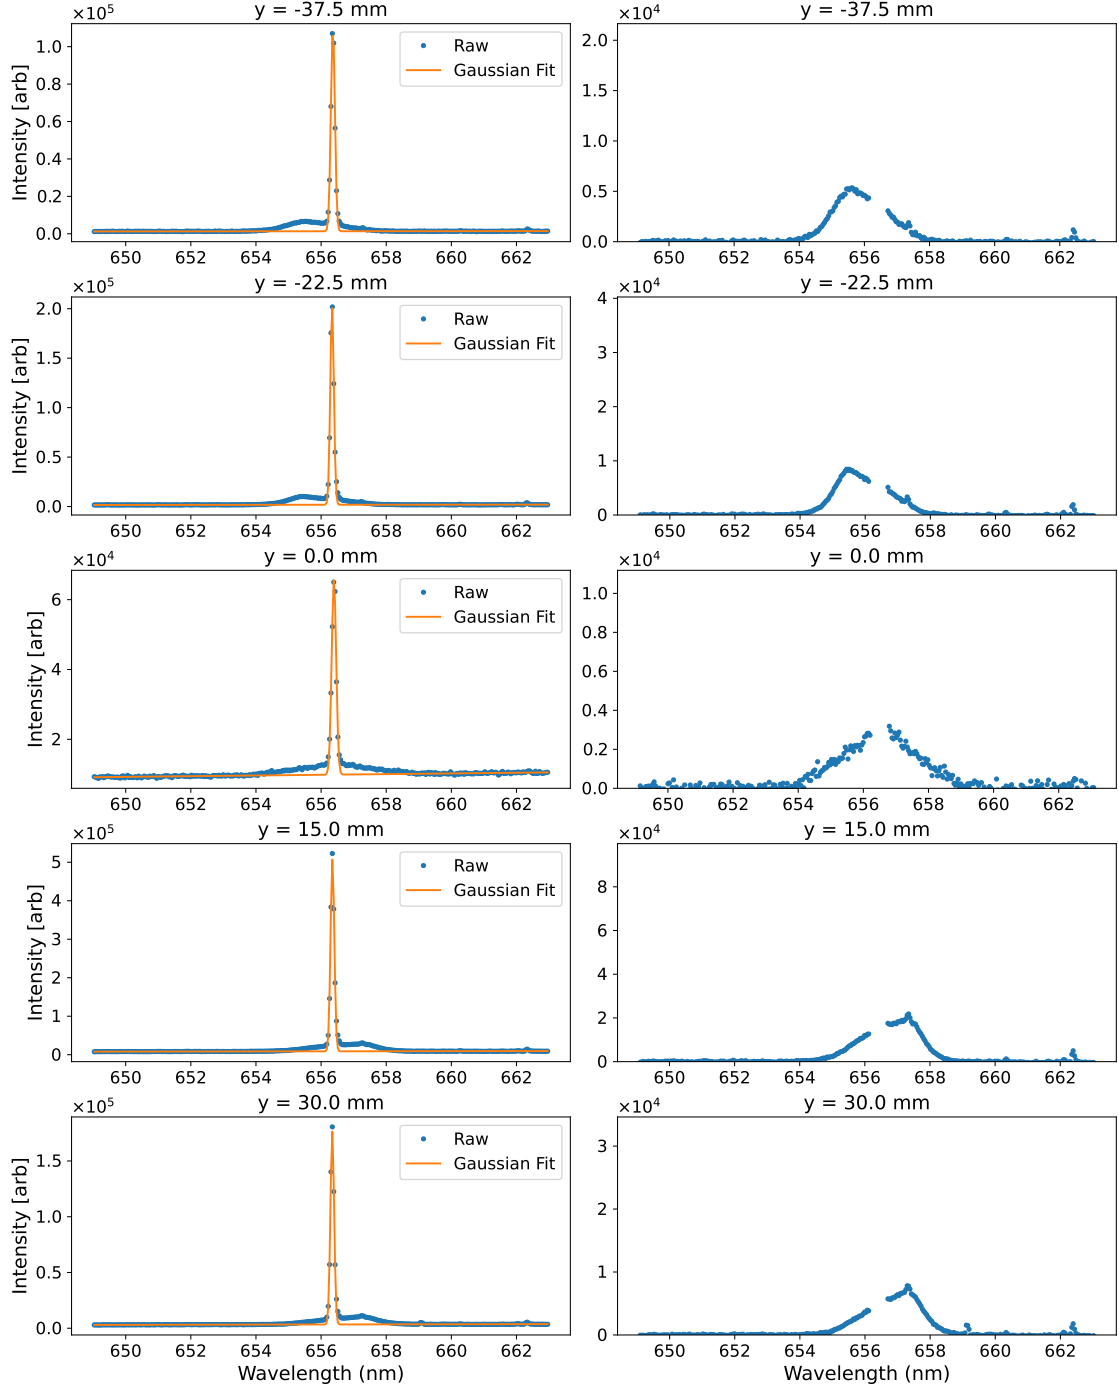 ×10⁵
y = -37.5 mm
×10⁴
y = -37.5 mm
Intensity [arb]
1.0
0.8
0.6
0.4
0.2
0.0
Raw
Gaussian Fit
2.0
1.5
1.0
0.5
0.0
650 652 654 656 658 660 662
650 652 654 656 658 660 662
×10⁵
y = -22.5 mm
×10⁴
y = -22.5 mm
Intensity [arb]
2.0
1.5
1.0
0.5
0.0
Raw
Gaussian Fit
4
3
2
1
0
650 652 654 656 658 660 662
650 652 654 656 658 660 662
×10⁴
y = 0.0 mm
×10⁴
y = 0.0 mm
Intensity [arb]
6
4
2
Raw
Gaussian Fit
1.0
0.8
0.6
0.4
0.2
0.0
650 652 654 656 658 660 662
650 652 654 656 658 660 662
×10⁵
y = 15.0 mm
×10⁴
y = 15.0 mm
Intensity [arb]
5
4
3
2
1
0
Raw
Gaussian Fit
8
6
4
2
0
650 652 654 656 658 660 662
650 652 654 656 658 660 662
×10⁵
y = 30.0 mm
×10⁴
y = 30.0 mm
Intensity [arb]
1.5
1.0
0.5
0.0
Raw
Gaussian Fit
3
2
1
0
650 652 654 656 658 660 662
650 652 654 656 658 660 662
Wavelength (nm)
Wavelength (nm)